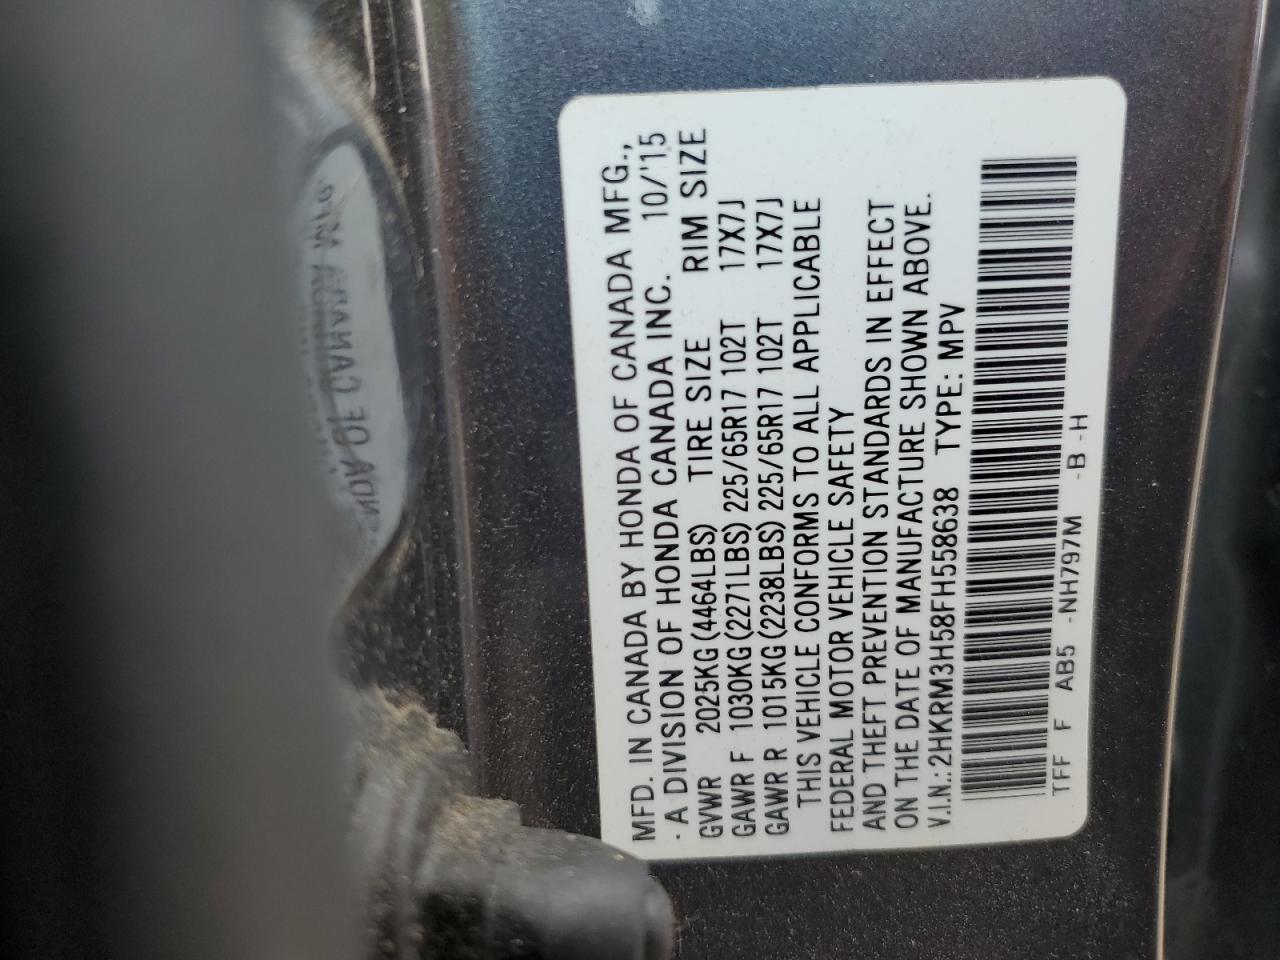 MFD. IN CANADA BY HONDA OF CANADA MFG.,
A DIVISION OF HONDA CANADA INC. 10/'15
GVWR 2025KG(4464LBS) TIRE SIZE RIM SIZE
GAWR F 1030KG(2271LBS) 225/65R17 102T 17X7J
GAWR R 1015KG(2238LBS) 225/65R17 102T 17X7J
THIS VEHICLE CONFORMS TO ALL APPLICABLE
FEDERAL MOTOR VEHICLE SAFETY
AND THEFT PREVENTION STANDARDS IN EFFECT
ON THE DATE OF MANUFACTURE SHOWN ABOVE.
V.I.N.: 2HKRM3H58FH558638 TYPE: MPV
TFF F AB5 -NH797M -B -H